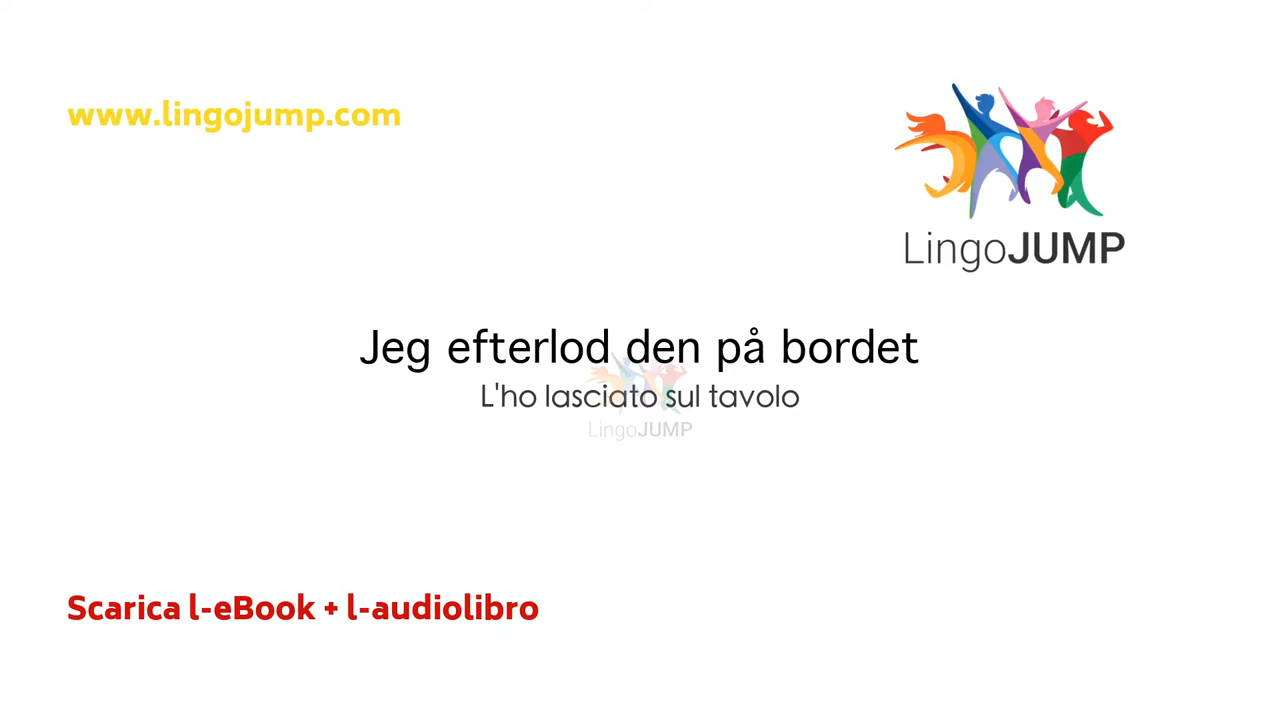 www.lingojump.com
LingoJUMP
Jeg efterlod den på bordet
L'ho lasciato sul tavolo
LingoJUMP
Scarica l-eBook + l-audiolibro